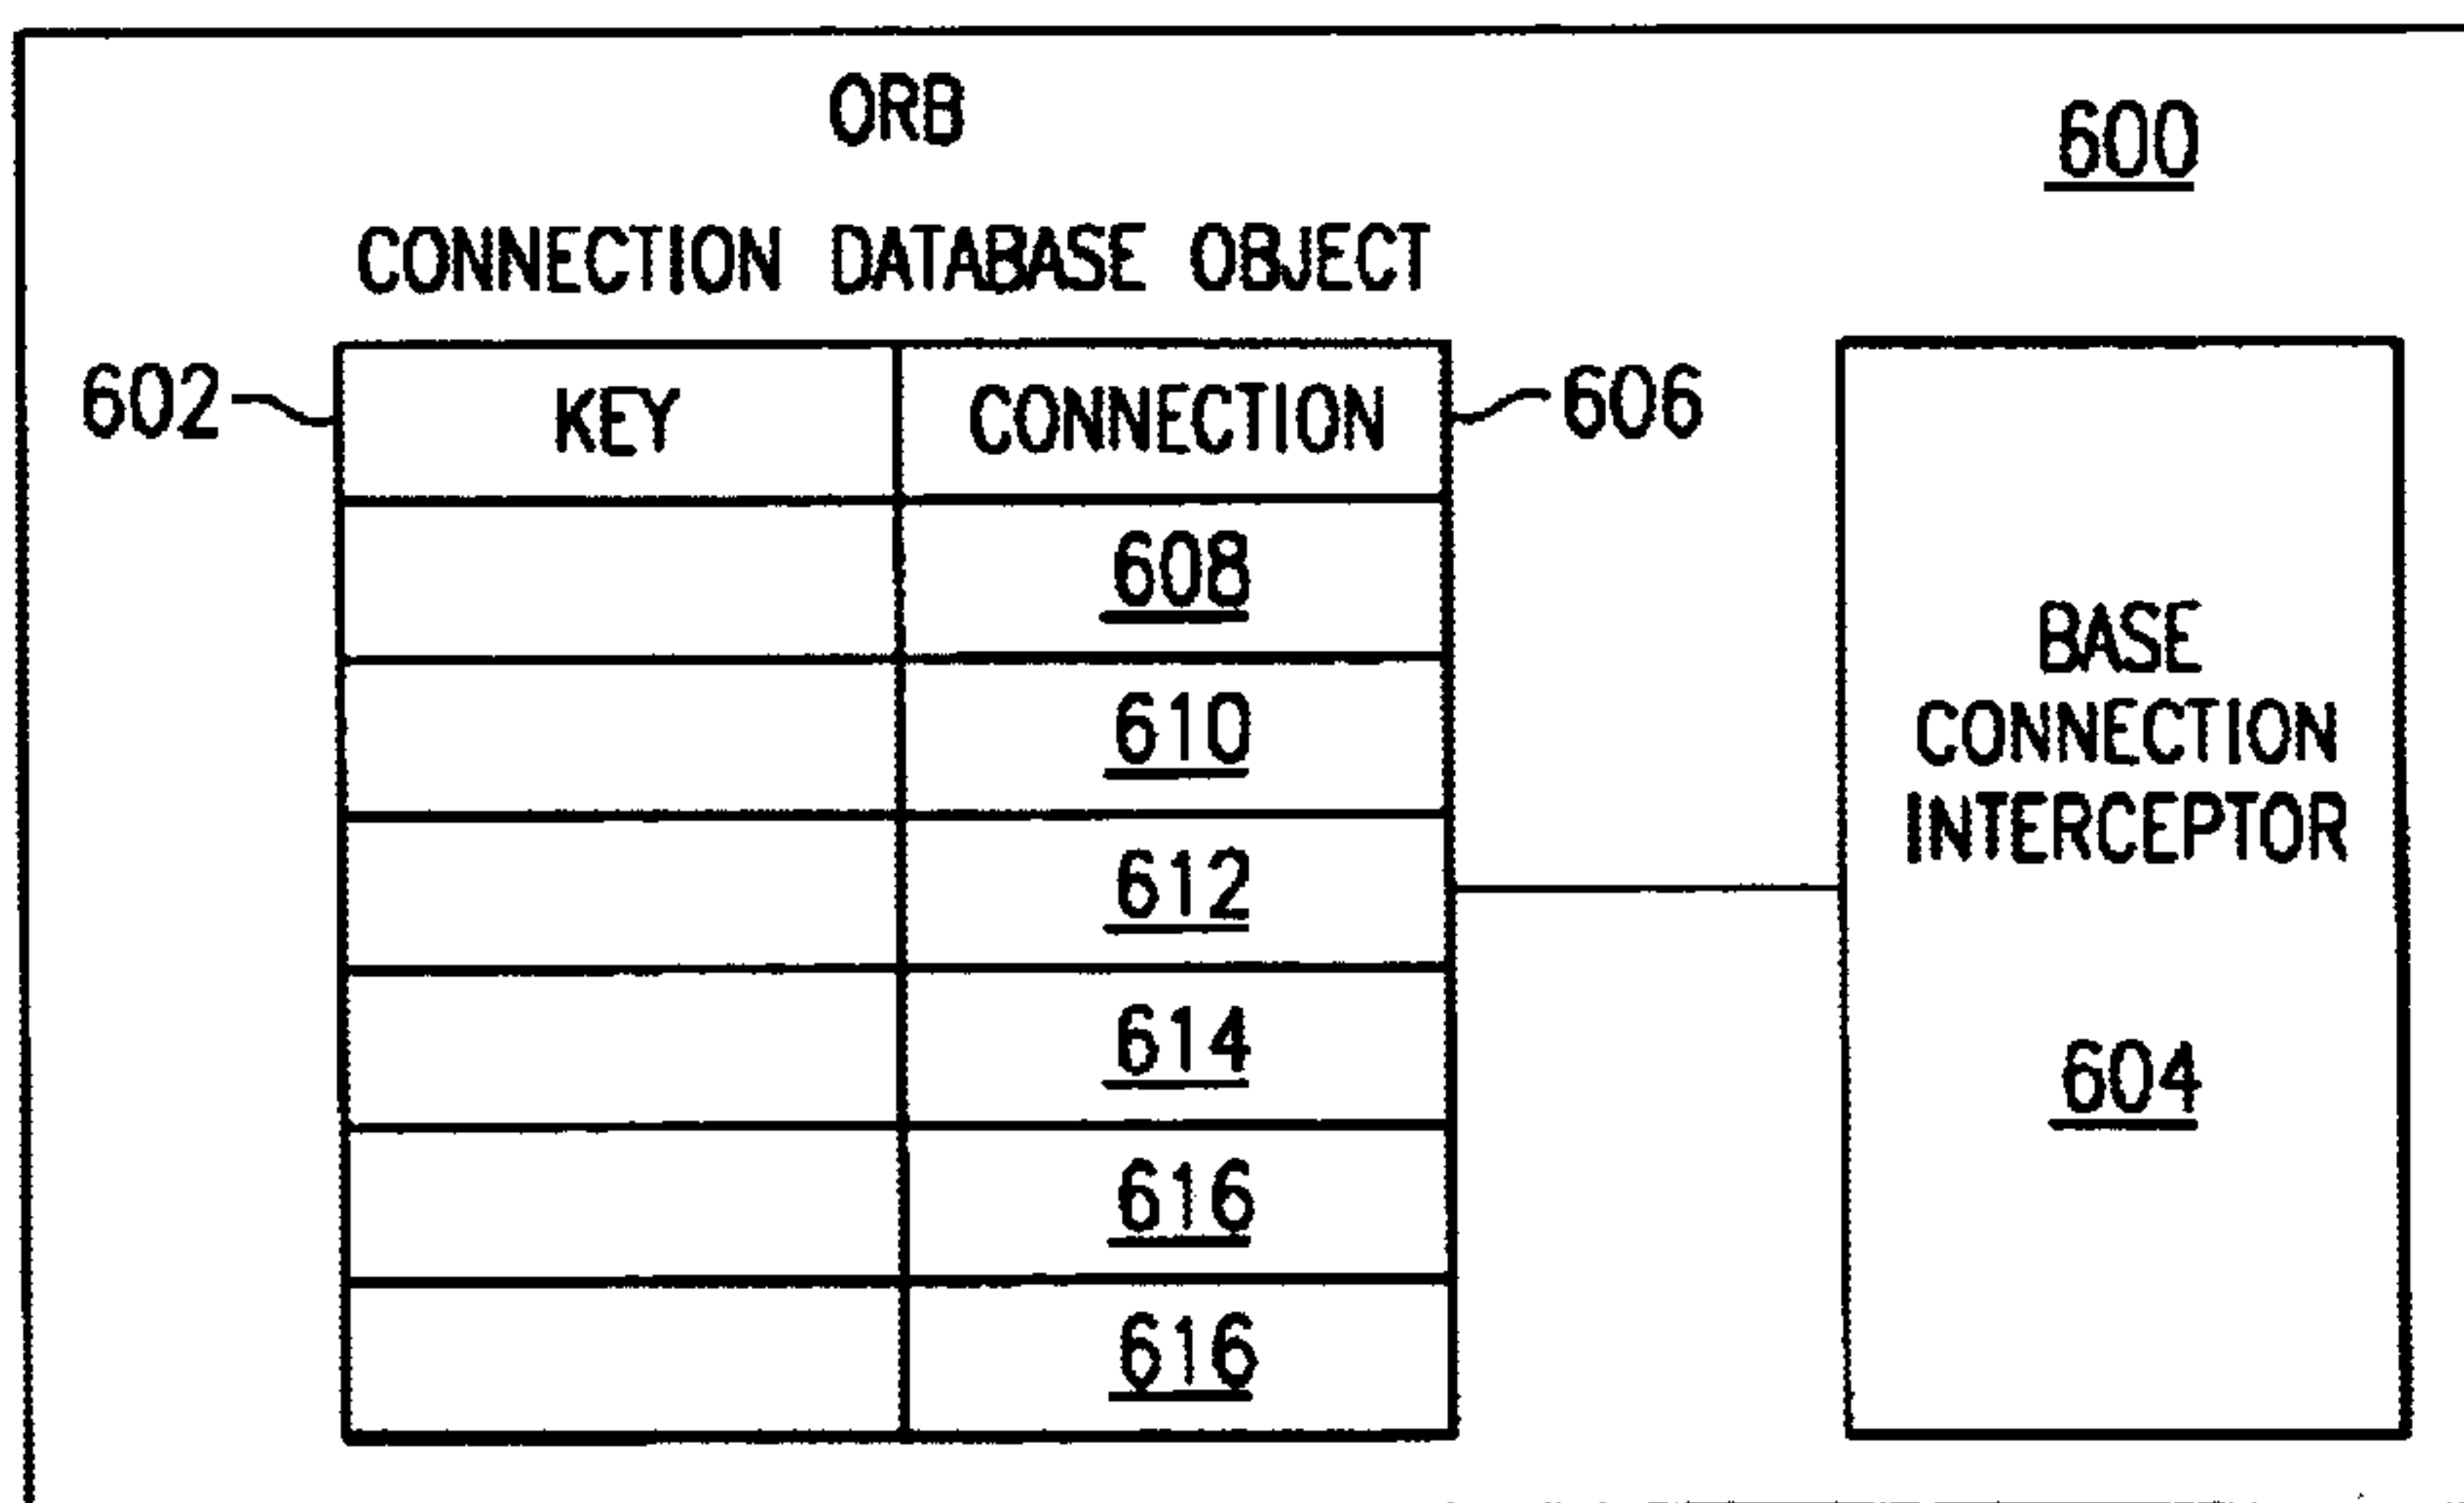 ORB
600
CONNECTION DATABASE OBJECT
602
KEY
CONNECTION
606
608
610
612
614
616
616
BASE
CONNECTION
INTERCEPTOR
604